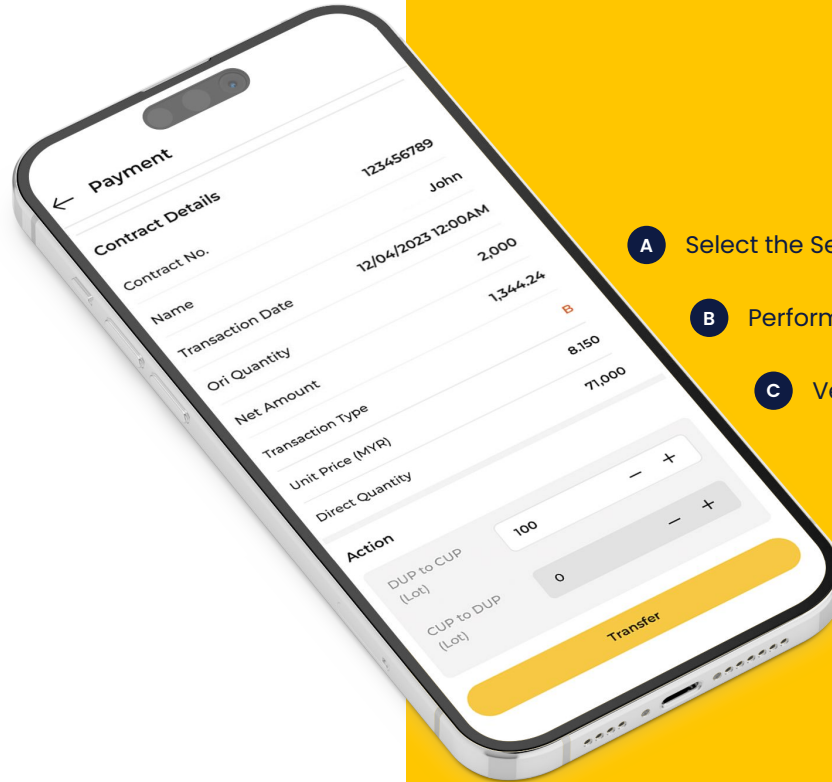 ← Payment
Contract Details
Contract No. 123456789
Name John
Transaction Date 12/04/2023 12:00AM
Ori Quantity 2,000
Net Amount 1,344.24
Transaction Type B
Unit Price (MYR) 8.150
Direct Quantity 71,000
Action
DUP to CUP 100 − +
(Lot)
CUP to DUP 0 − +
(Lot)
Transfer
A Select the Se
B Perform
C Ve